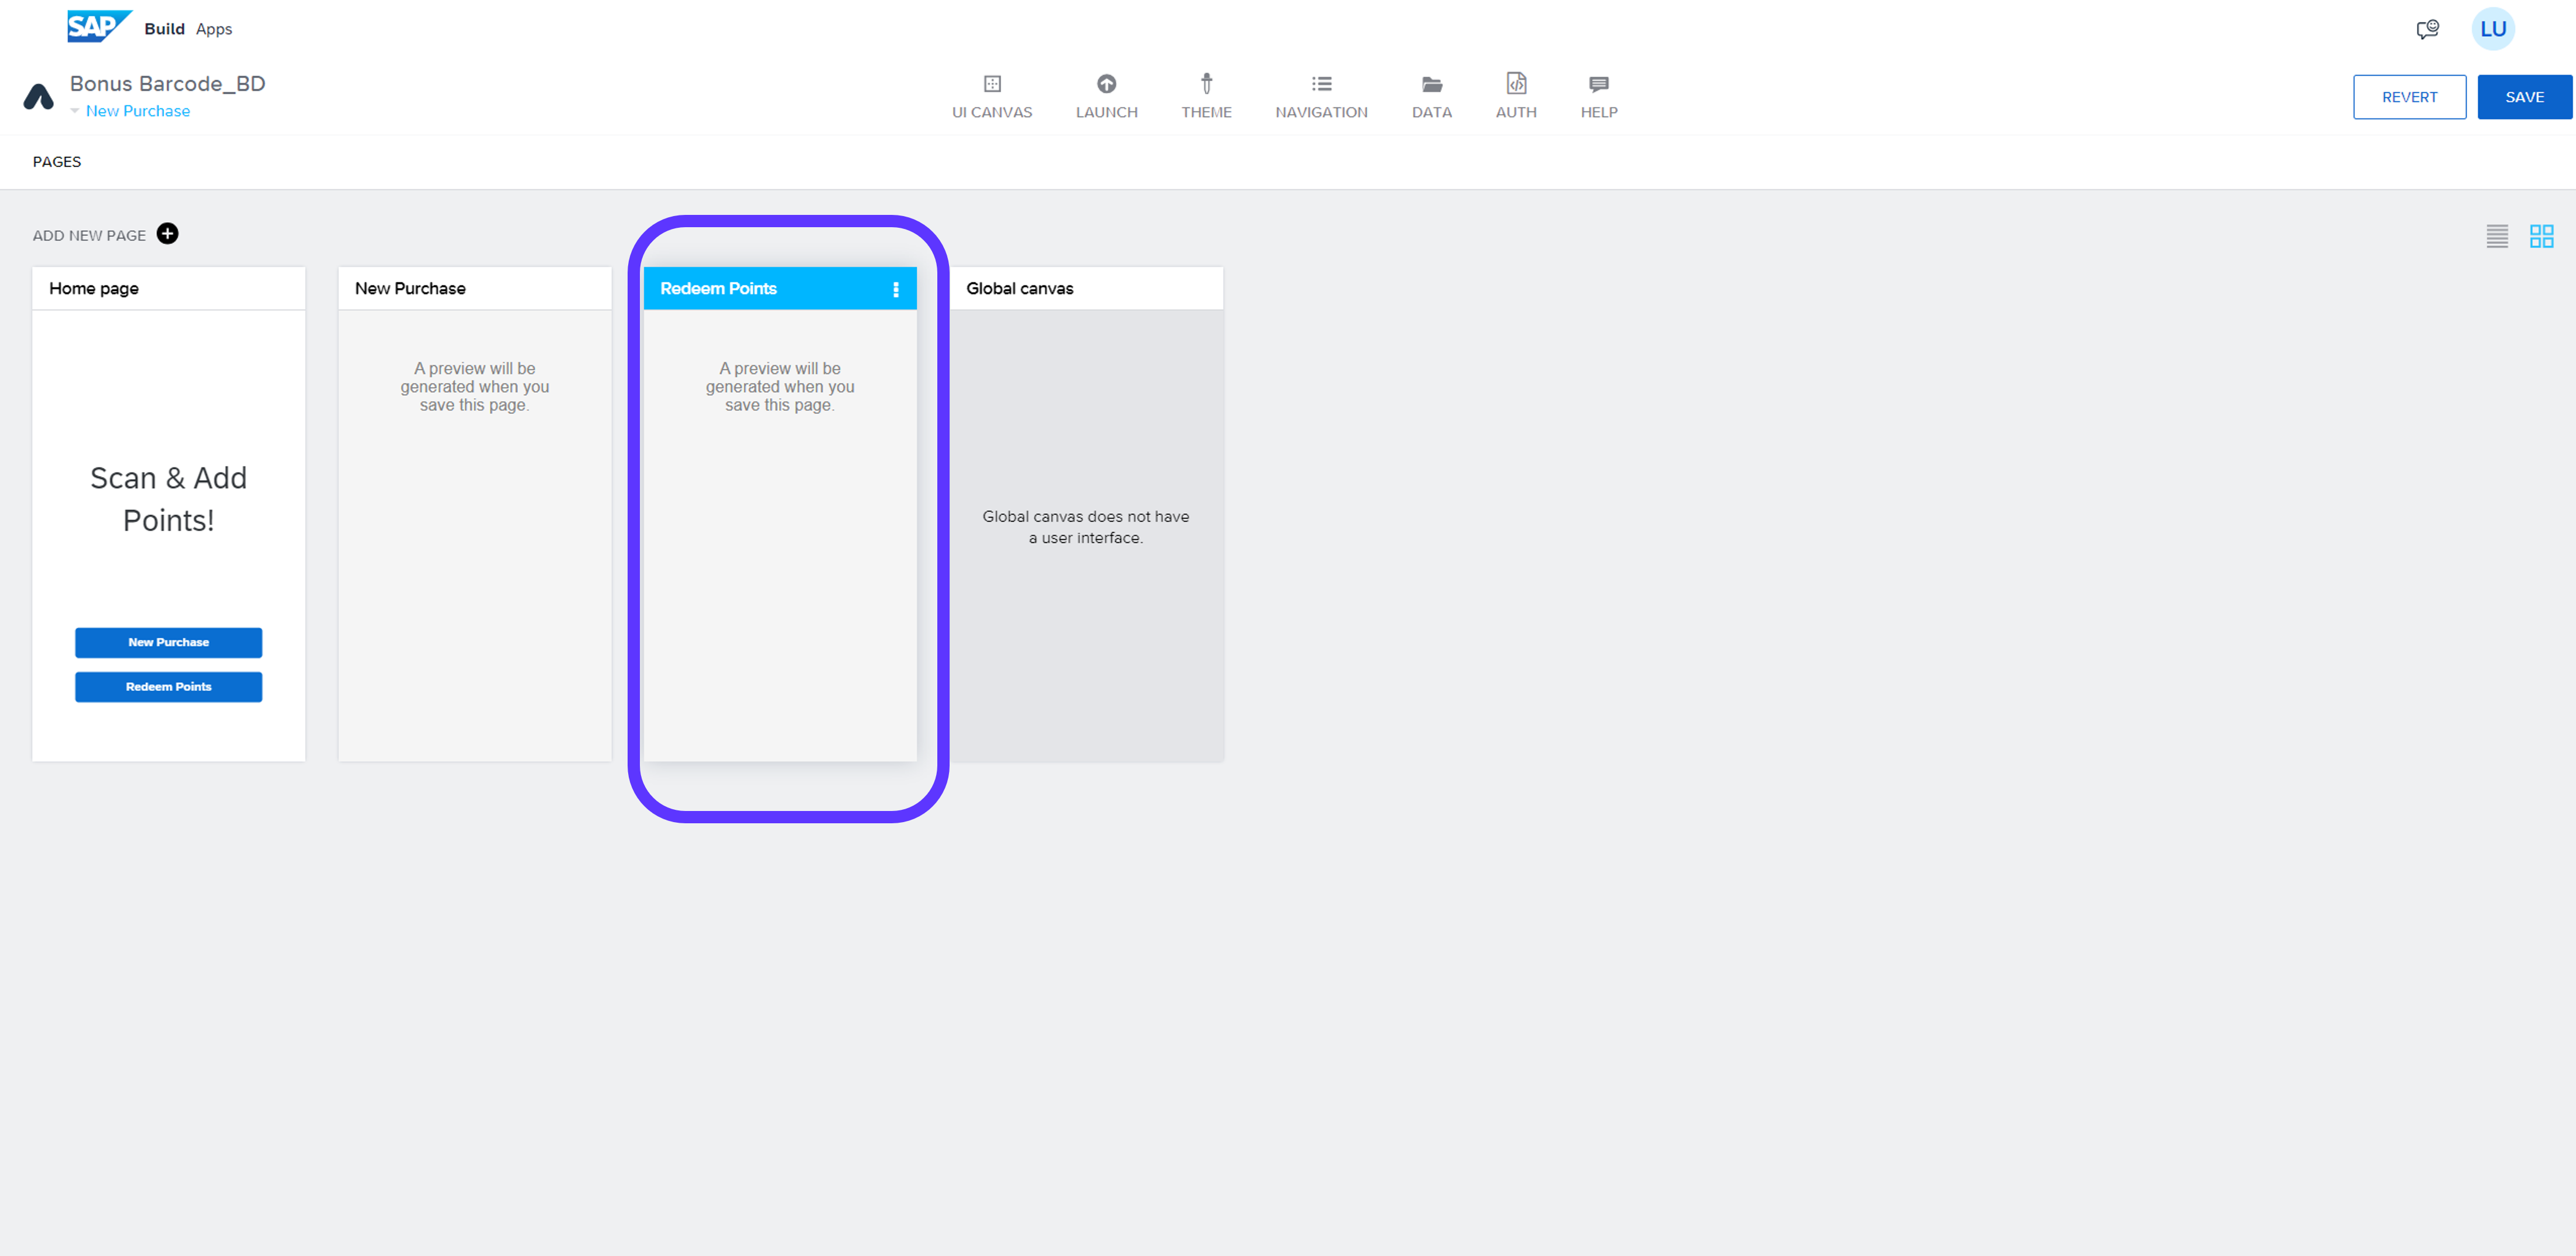 SAP Build Apps
LU
Bonus Barcode_BD
New Purchase
UI CANVAS
LAUNCH
THEME
NAVIGATION
DATA
AUTH
HELP
REVERT
SAVE
PAGES
ADD NEW PAGE
Home page
Scan & Add
Points!
New Purchase
Redeem Points
New Purchase
A preview will be
generated when you
save this page.
Redeem Points
A preview will be
generated when you
save this page.
Global canvas
Global canvas does not have
a user interface.